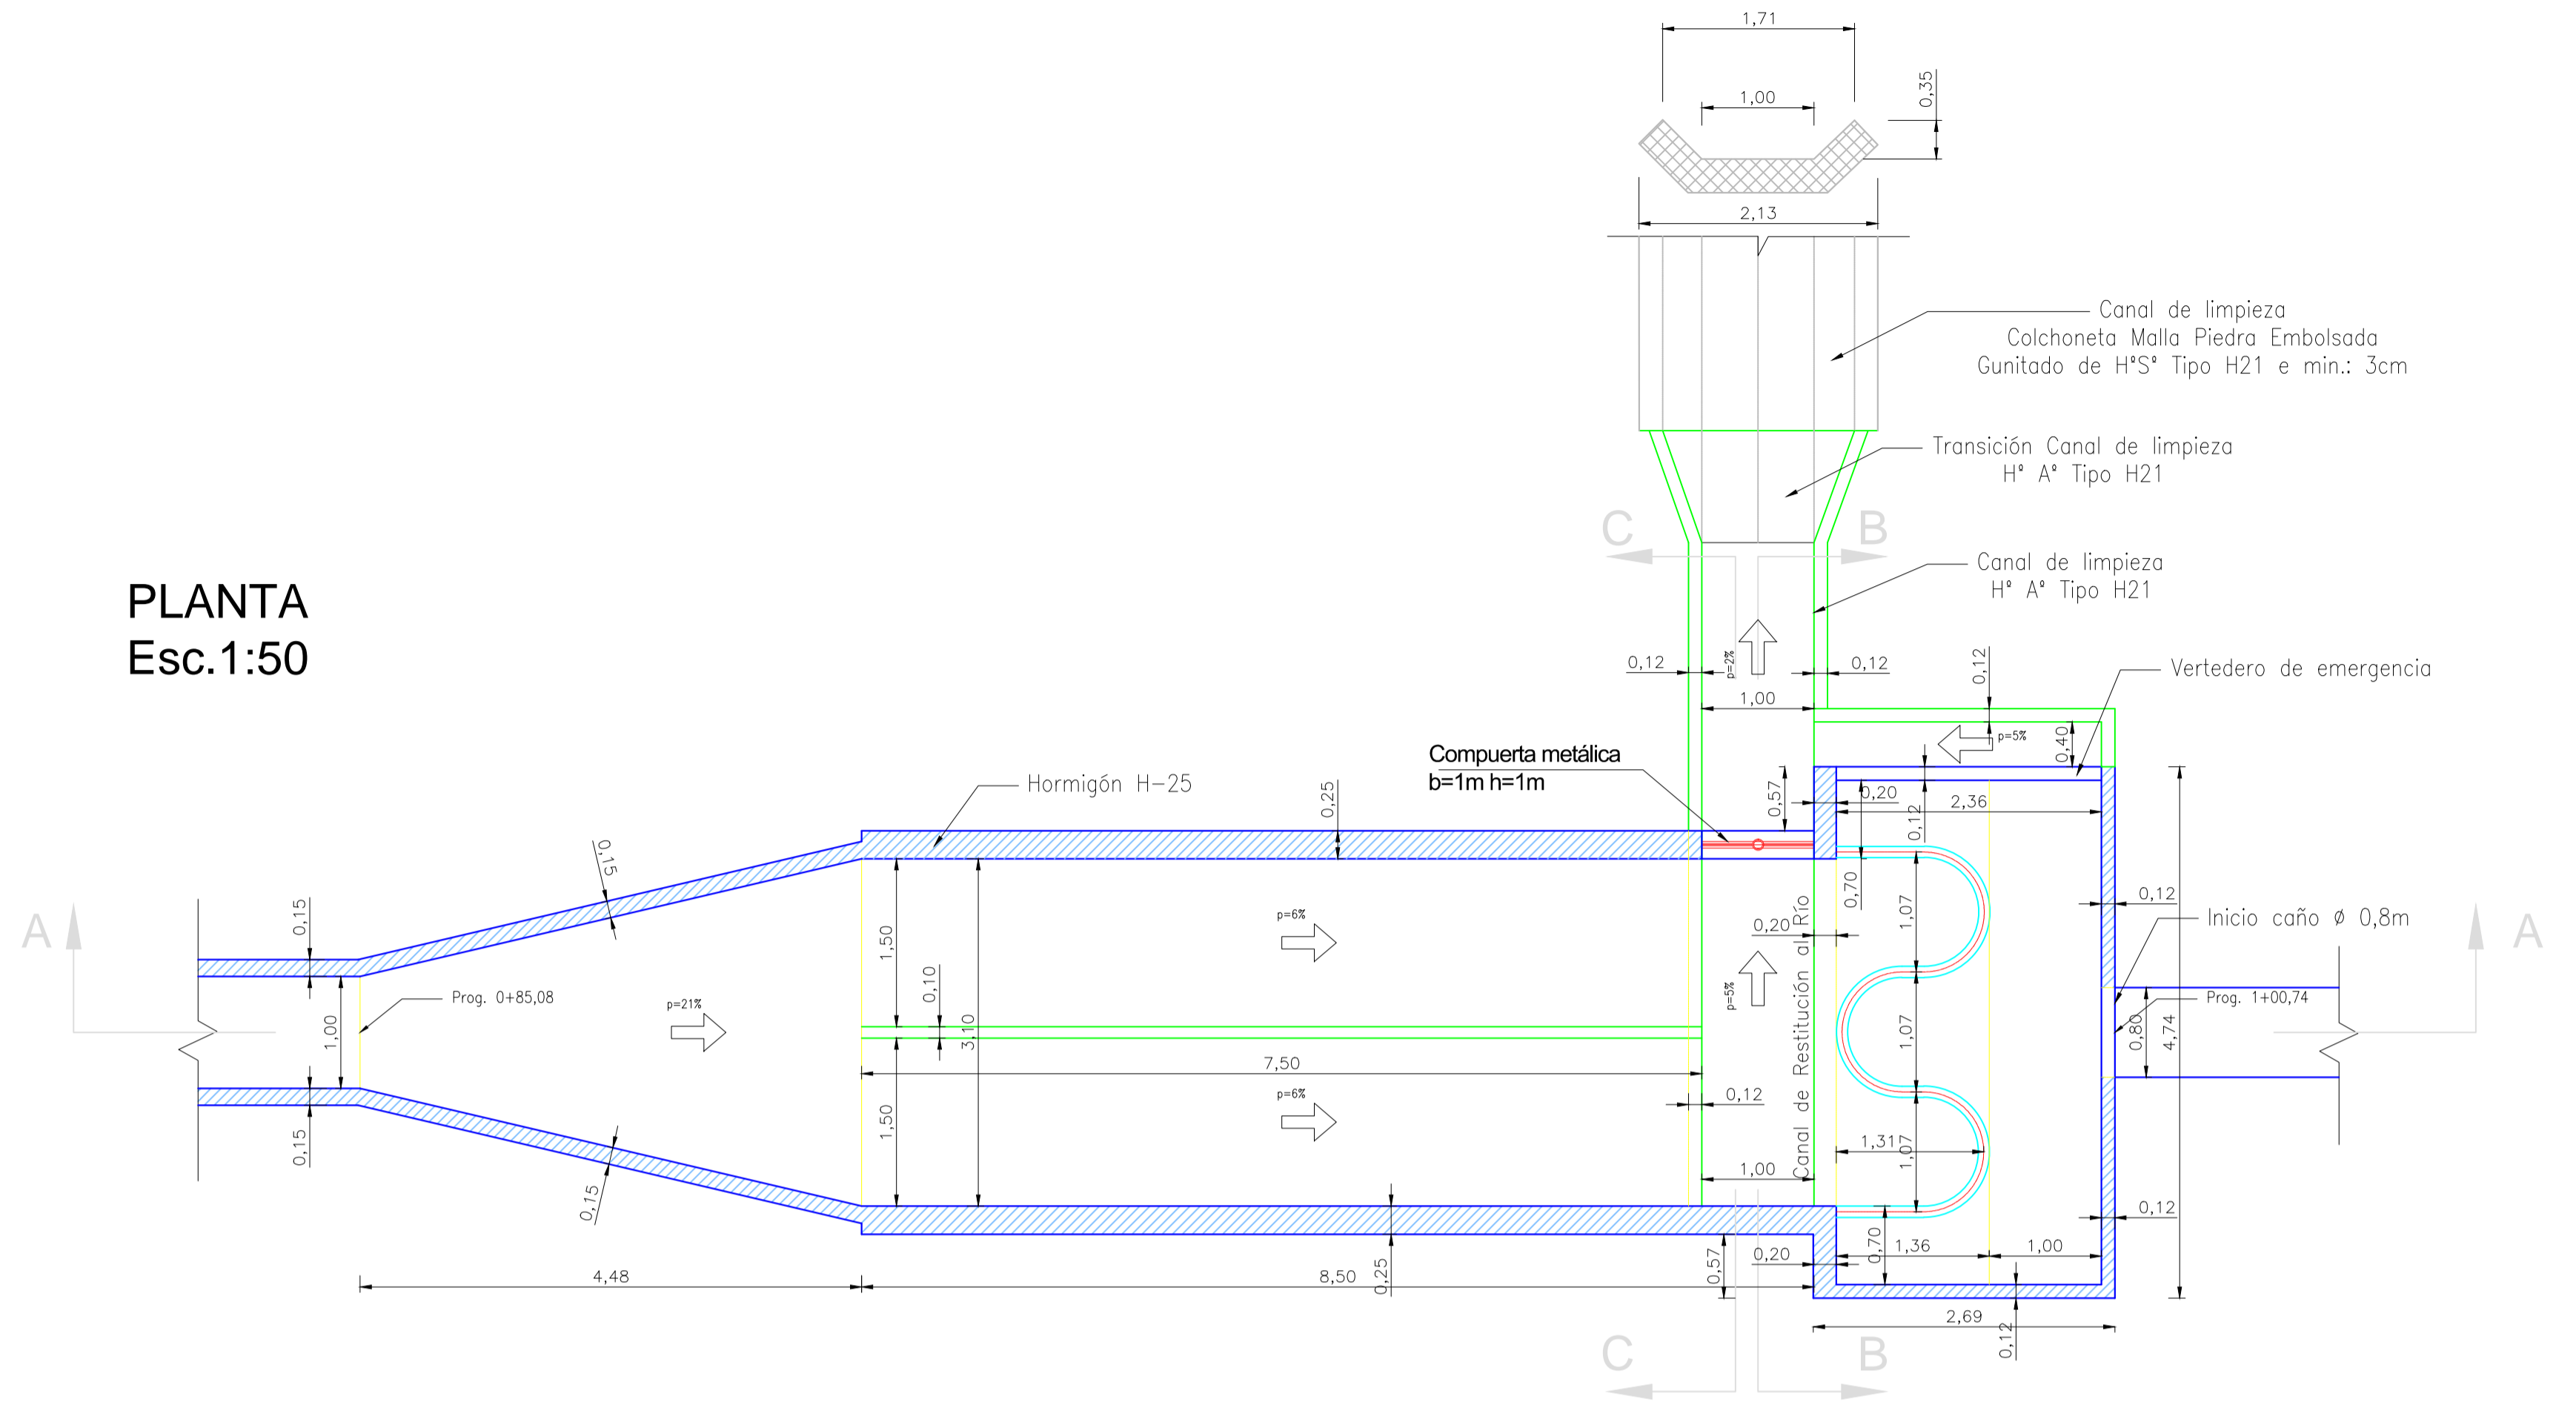 1,71
1,00
0,35
2,13
Canal de limpieza
Colchoneta Malla Piedra Embolsada
Gunitado de H°S° Tipo H21 e min.: 3cm
Transición Canal de limpieza
H° A° Tipo H21
C
B
Canal de limpieza
H° A° Tipo H21
PLANTA
Esc.1:50
0,12
p=2%
0,12
0,12
Vertedero de emergencia
1,00
p=5%
0,40
Compuerta metálica
b=1m h=1m
Hormigón H-25
0,25
0,57
0,20
0,12
2,36
0,15
0,70
0,12
Inicio caño ø 0,8m
A
A
0,15
1,50
p=6%
0,20
1,07
0,10
Prog. 0+85,08
p=21%
1,00
3,10
p=5%
Canal de Restitución al Río
1,07
0,80
4,74
Prog. 1+00,74
7,50
p=6%
0,12
1,50
0,15
0,15
1,00
1,317
1,07
0,12
0,70
1,36
1,00
0,20
0,57
0,25
4,48
8,50
2,69
0,12
C
B